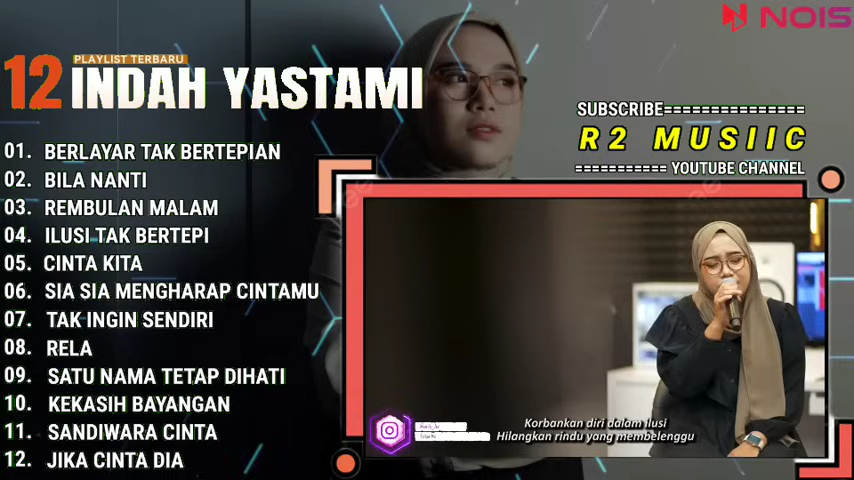 NOIS
PLAYLIST TERBARU
12 INDAH YASTAMI
SUBSCRIBE===============
R2 MUSIIC
=========== YOUTUBE CHANNEL
01. BERLAYAR TAK BERTEPIAN
02. BILA NANTI
03. REMBULAN MALAM
04. ILUSI TAK BERTEPI
05. CINTA KITA
06. SIA SIA MENGHARAP CINTAMU
07. TAK INGIN SENDIRI
08. RELA
09. SATU NAMA TETAP DIHATI
10. KEKASIH BAYANGAN
11. SANDIWARA CINTA
12. JIKA CINTA DIA
Korbankan diri dalam ilusi
Hilangkan rindu yang membelenggu